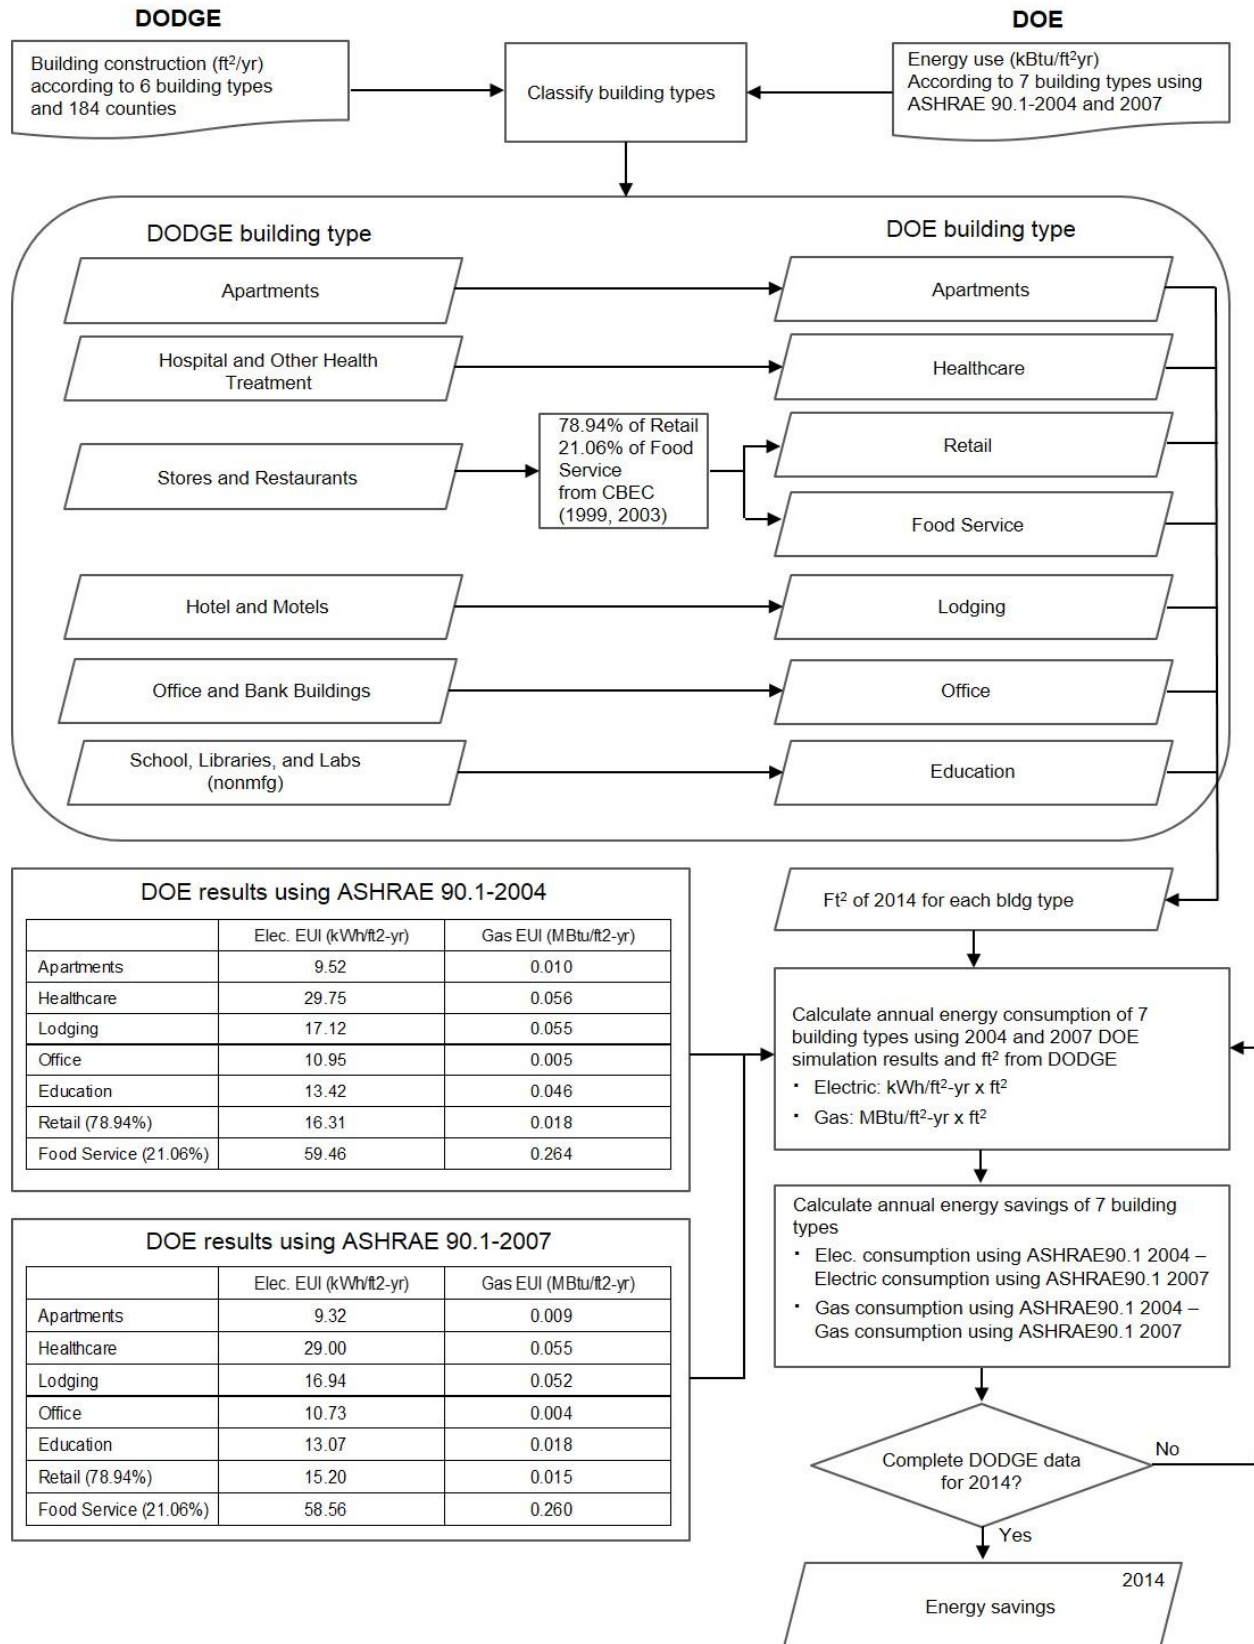 DODGE
DOE
Building construction (ft²/yr)
according to 6 building types
and 184 counties
Classify building types
Energy use (kBtu/ft²yr)
According to 7 building types using
ASHRAE 90.1-2004 and 2007
DODGE building type
DOE building type
Apartments
Apartments
Hospital and Other Health
Treatment
Healthcare
Stores and Restaurants
78.94% of Retail
21.06% of Food
Service
from CBEC
(1999, 2003)
Retail
Food Service
Hotel and Motels
Lodging
Office and Bank Buildings
Office
School, Libraries, and Labs
(nonmfg)
Education
DOE results using ASHRAE 90.1-2004
Elec. EUI (kWh/ft2-yr) Gas EUI (MBtu/ft2-yr)
Apartments 9.52 0.010
Healthcare 29.75 0.056
Lodging 17.12 0.055
Office 10.95 0.005
Education 13.42 0.046
Retail (78.94%) 16.31 0.018
Food Service (21.06%) 59.46 0.264
DOE results using ASHRAE 90.1-2007
Elec. EUI (kWh/ft2-yr) Gas EUI (MBtu/ft2-yr)
Apartments 9.32 0.009
Healthcare 29.00 0.055
Lodging 16.94 0.052
Office 10.73 0.004
Education 13.07 0.018
Retail (78.94%) 15.20 0.015
Food Service (21.06%) 58.56 0.260
Ft² of 2014 for each bldg type
Calculate annual energy consumption of 7
building types using 2004 and 2007 DOE
simulation results and ft² from DODGE
▪ Electric: kWh/ft²-yr x ft²
▪ Gas: MBtu/ft²-yr x ft²
Calculate annual energy savings of 7 building
types
▪ Elec. consumption using ASHRAE90.1 2004 –
Electric consumption using ASHRAE90.1 2007
▪ Gas consumption using ASHRAE90.1 2004 –
Gas consumption using ASHRAE90.1 2007
Complete DODGE data
for 2014?
No
Yes
2014
Energy savings